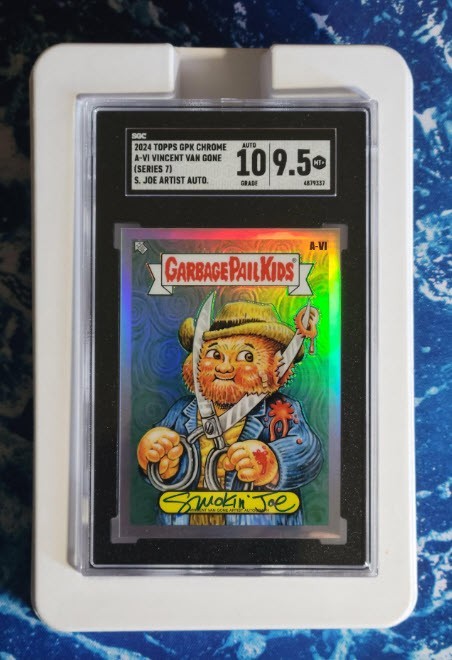 SGC
2024 TOPPS GPK CHROME
A-VI VINCENT VAN GONE
(SERIES 7)
S. JOE ARTIST AUTO.
AUTO
10
GRADE
9.5
MT+
4879337
A-VI
GARBAGE PAIL KIDS
Smokin' Joe